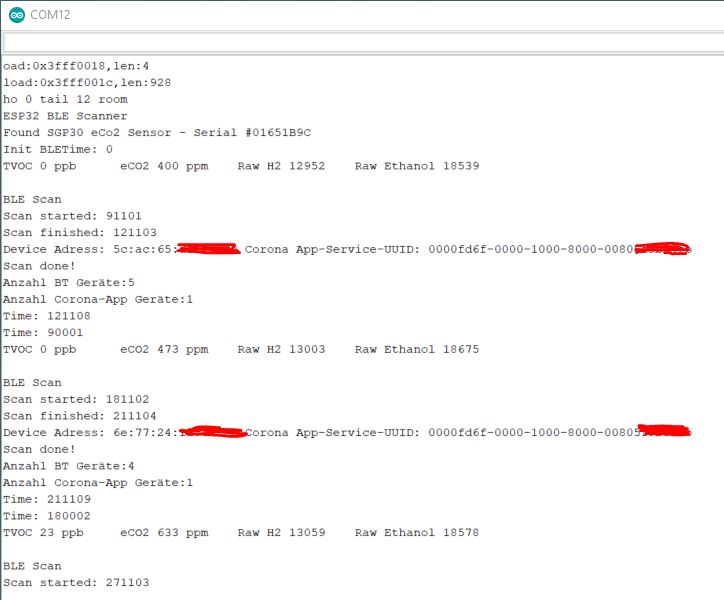 COM12
oad:0x3fff0018,len:4
load:0x3fff001c,len:928
ho 0 tail 12 room
ESP32 BLE Scanner
Found SGP30 eCo2 Sensor - Serial #01651B9C
Init BLETime: 0
TVOC 0 ppb eCO2 400 ppm Raw H2 12952 Raw Ethanol 18539
BLE Scan
Scan started: 91101
Scan finished: 121103
Device Adress: 5c:ac:65: Corona App-Service-UUID: 0000fd6f-0000-1000-8000-0080
Scan done!
Anzahl BT Geräte:5
Anzahl Corona-App Geräte:1
Time: 121108
Time: 90001
TVOC 0 ppb eCO2 473 ppm Raw H2 13003 Raw Ethanol 18675
BLE Scan
Scan started: 181102
Scan finished: 211104
Device Adress: 6e:77:24: Corona App-Service-UUID: 0000fd6f-0000-1000-8000-0080
Scan done!
Anzahl BT Geräte:4
Anzahl Corona-App Geräte:1
Time: 211109
Time: 180002
TVOC 23 ppb eCO2 633 ppm Raw H2 13059 Raw Ethanol 18578
BLE Scan
Scan started: 271103